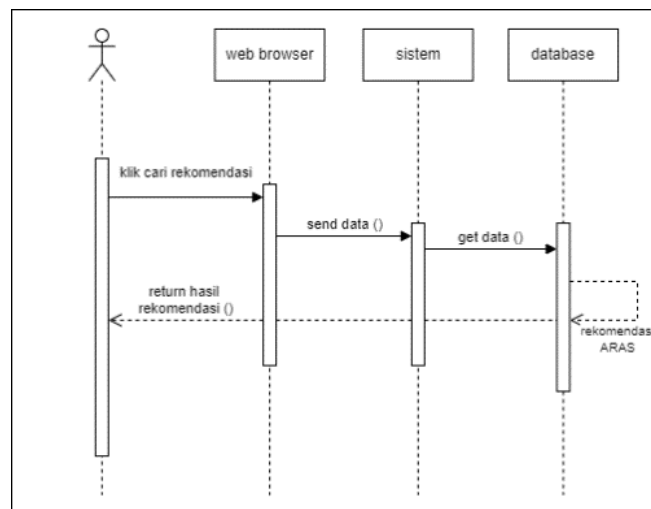 web browser
sistem
database
klik cari rekomendasi
send data ()
get data ()
return hasil
rekomendasi ()
rekomendas
ARAS